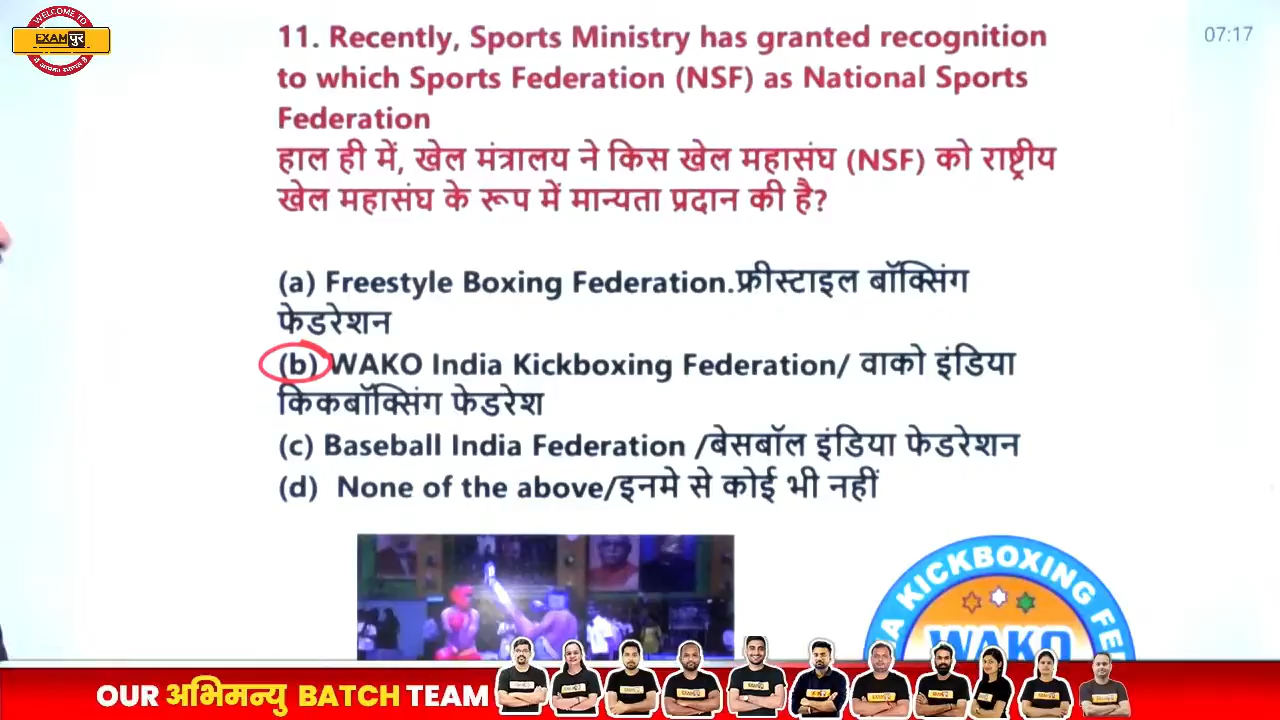 WELCOME TO
EXAMपुर
07:17
11. Recently, Sports Ministry has granted recognition
to which Sports Federation (NSF) as National Sports
Federation
हाल ही में, खेल मंत्रालय ने किस खेल महासंघ (NSF) को राष्ट्रीय
खेल महासंघ के रूप में मान्यता प्रदान की है?
(a) Freestyle Boxing Federation.फ्रीस्टाइल बॉक्सिंग
फेडरेशन
(b) WAKO India Kickboxing Federation/ वाको इंडिया
किकबॉक्सिंग फेडरेश
(c) Baseball India Federation /बेसबॉल इंडिया फेडरेशन
(d) None of the above/इनमे से कोई भी नहीं
KICKBOXING
WAKO
OUR अभिमन्यु BATCH TEAM